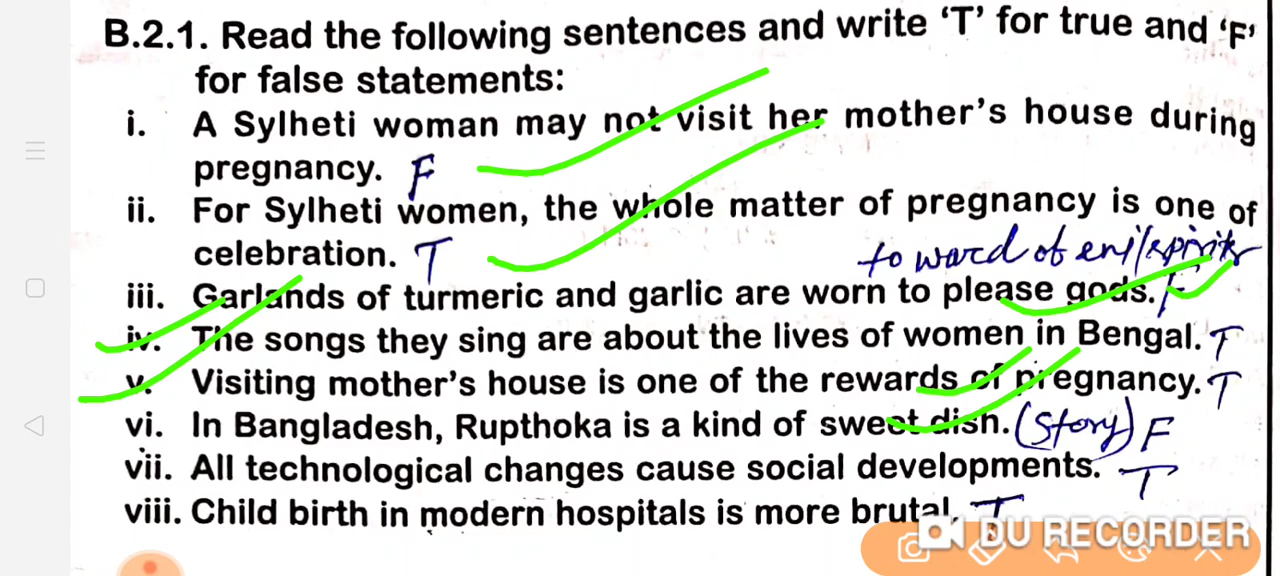 B.2.1. Read the following sentences and write 'T' for true and 'F'
for false statements:
i. A Sylheti woman may not visit her mother's house during
pregnancy. F
ii. For Sylheti women, the whole matter of pregnancy is one of
celebration. T
to ward of evil spirits
iii. Garlands of turmeric and garlic are worn to please gods. F
iv. The songs they sing are about the lives of women in Bengal. T
v. Visiting mother's house is one of the rewards of pregnancy. T
vi. In Bangladesh, Rupthoka is a kind of sweet dish. (Story) F
vii. All technological changes cause social developments. T
viii. Child birth in modern hospitals is more brutal. T
DU RECORDER